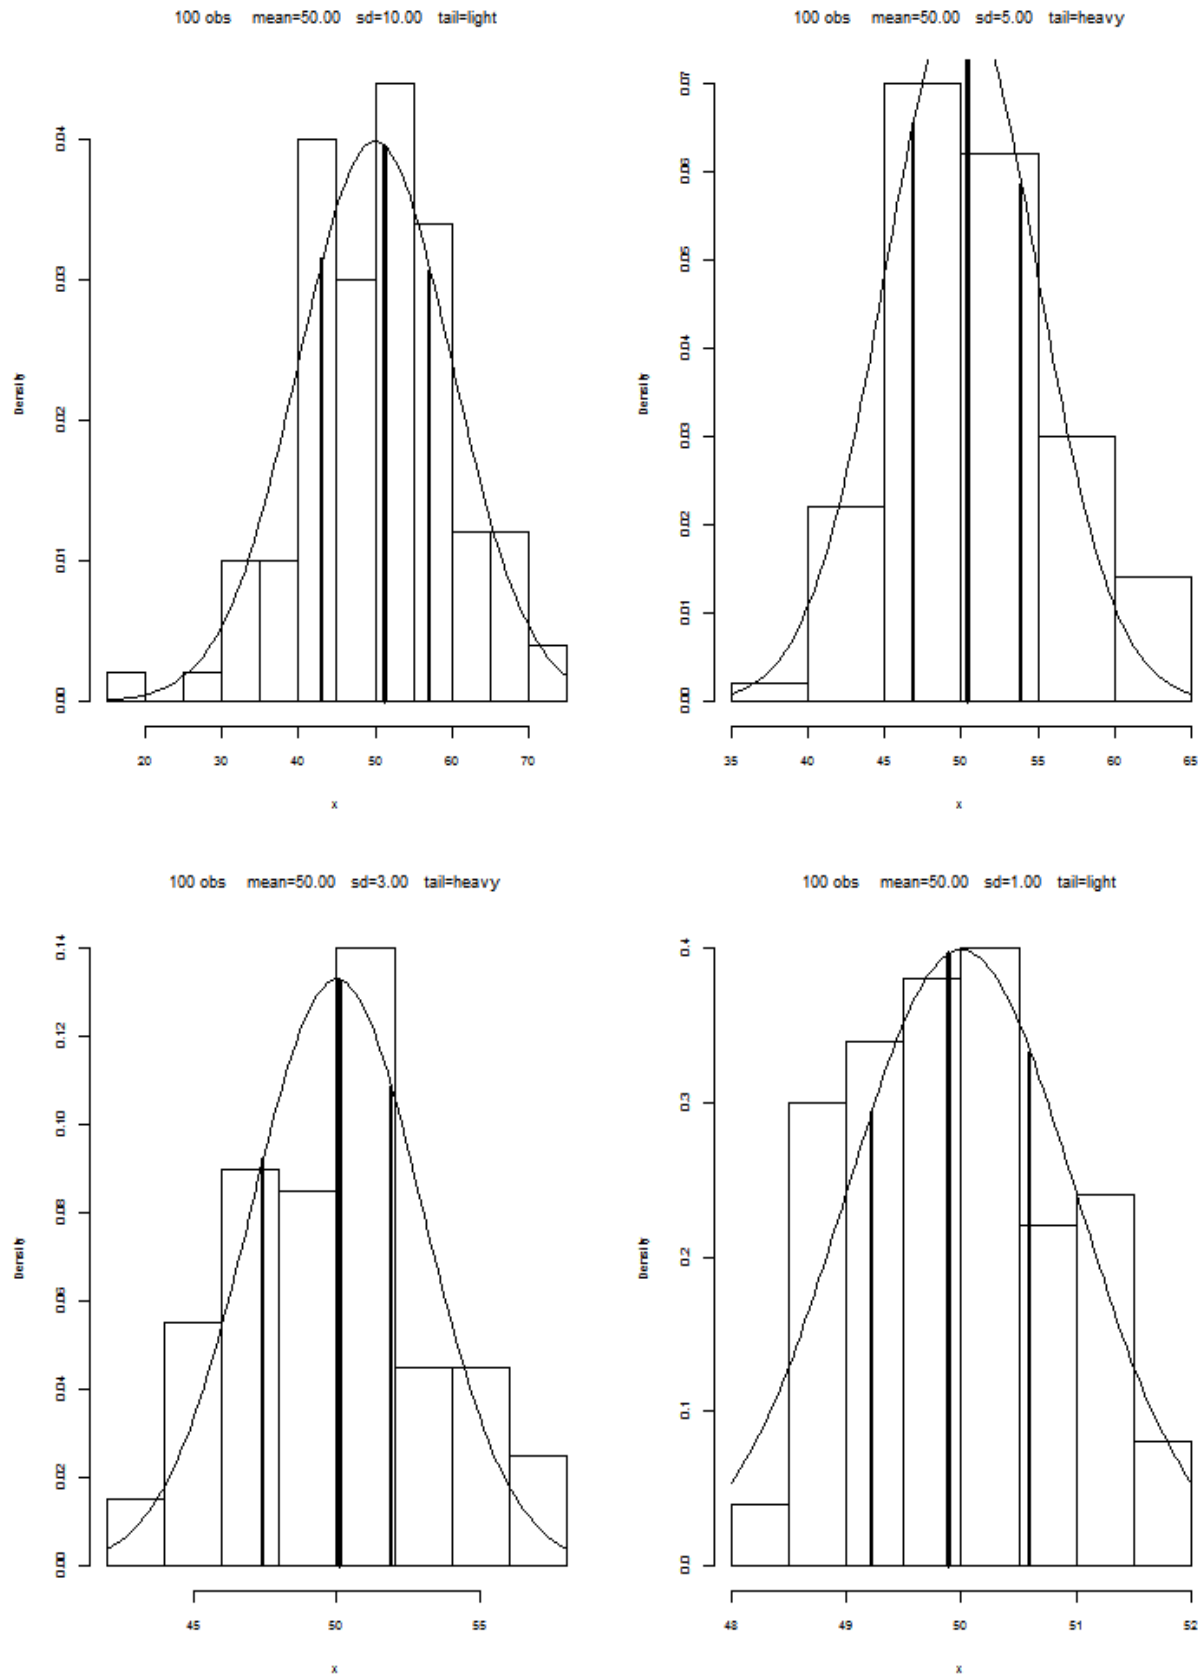 100 obs mean=50.00 sd=10.00 tail=light
Density
0.04
0.03
0.02
0.01
0.00
20 30 40 50 60 70
x
100 obs mean=50.00 sd=5.00 tail=heavy
Density
0.07
0.06
0.05
0.04
0.03
0.02
0.01
0.00
35 40 45 50 55 60 65
x
100 obs mean=50.00 sd=3.00 tail=heavy
Density
0.14
0.12
0.10
0.08
0.06
0.04
0.02
0.00
45 50 55
x
100 obs mean=50.00 sd=1.00 tail=light
Density
0.4
0.3
0.2
0.1
0.0
48 49 50 51 52
x